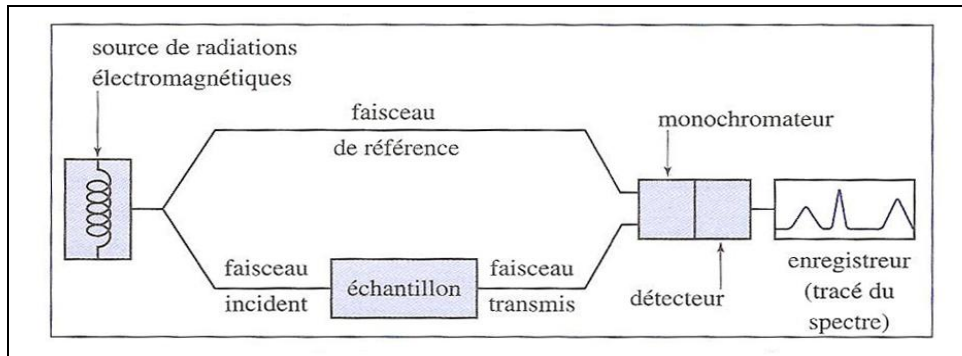 source de radiations
électromagnétiques
faisceau
de référence
monochromateur
faisceau
incident
échantillon
faisceau
transmis
détecteur
enregistreur
(tracé du
spectre)